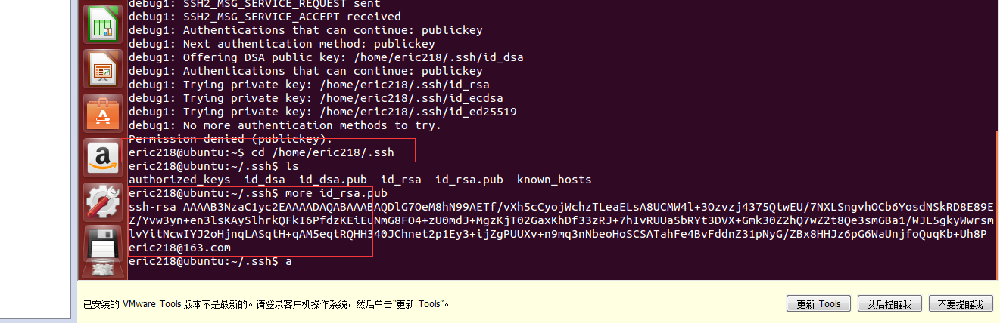 debug1: SSH2_MSG_SERVICE_REQUEST sent
debug1: SSH2_MSG_SERVICE_ACCEPT received
debug1: Authentications that can continue: publickey
debug1: Next authentication method: publickey
debug1: Offering DSA public key: /home/eric218/.ssh/id_dsa
debug1: Authentications that can continue: publickey
debug1: Trying private key: /home/eric218/.ssh/id_rsa
debug1: Trying private key: /home/eric218/.ssh/id_ecdsa
debug1: Trying private key: /home/eric218/.ssh/id_ed25519
debug1: No more authentication methods to try.
Permission denied (publickey).
eric218@ubuntu:~$ cd /home/eric218/.ssh
eric218@ubuntu:~/.ssh$ ls
authorized_keys  id_dsa  id_dsa.pub  id_rsa  id_rsa.pub  known_hosts
eric218@ubuntu:~/.ssh$ more id_rsa.pub
ssh-rsa AAAAB3NzaC1yc2EAAAADAQABAAABAQDlG7OeM8hN99AETf/vXh5cCyojWchzTLeaELsA8UCMW4l+3Ozvzj4375QtwEU/7NXLSngvhOCb6YosdNSkRD8E89E
Z/Yvw3yn+en3lsKAySlhrkQFkI6PfdzKEiEuNmG8FO4+zU0mdJ+MgzKjT02GaxKhDf33zRJ+7hIvRUUaSbRYt3DVX+Gmk30Z2hQ7wZ2t8Qe3smGBa1/WJL5gkyWwrsm
lvYitNcwIYJ2oHjnqLASqtH+qAM5eqtRQHH340JChnet2p1Ey3+ijZgPUUXv+n9mq3nNbeoHoSCSATahFe4BvFddnZ31pNyG/ZBx8HHJz6pG6WaUnjfoQuqKb+Uh8P
eric218@163.com
eric218@ubuntu:~/.ssh$ a
已安装的 VMware Tools 版本不是最新的。请登录客户机操作系统，然后单击“更新 Tools”。
更新 Tools
以后提醒我
不要提醒我